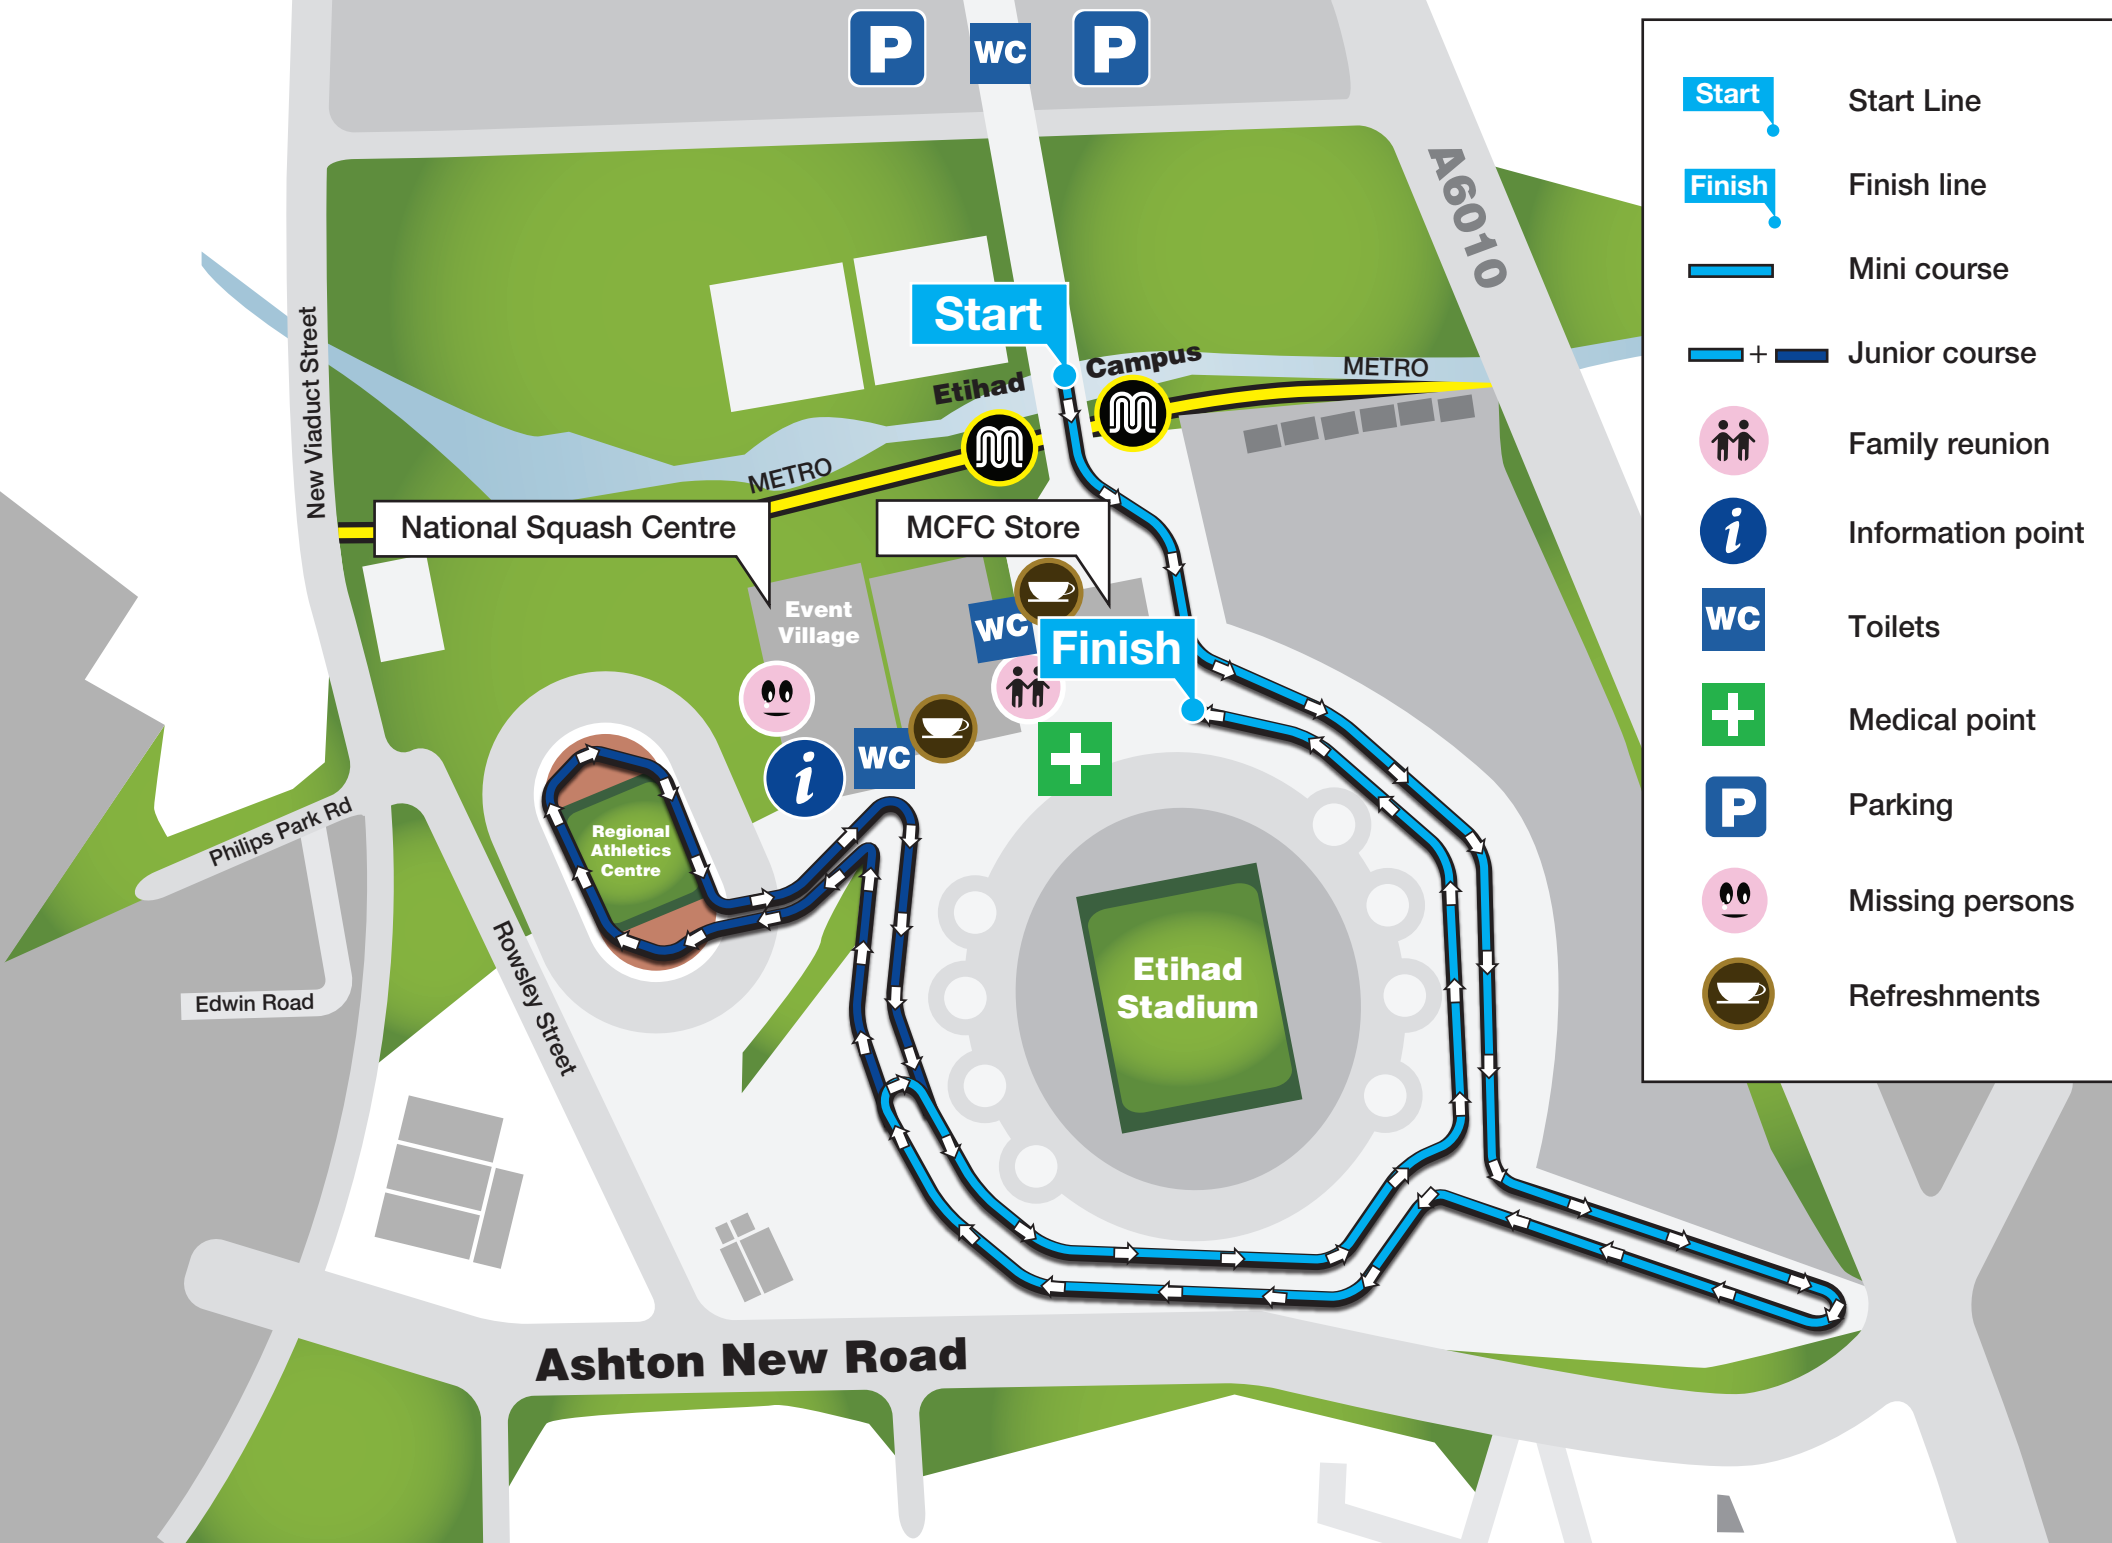 P
WC
P
A6010
Start
Etihad
Campus
METRO
METRO
New Viaduct Street
National Squash Centre
MCFC Store
Event
Village
WC
Finish
i
WC
Regional
Athletics
Centre
Philips Park Rd
Edwin Road
Rowsley Street
Etihad
Stadium
Ashton New Road
Start
Start Line
Finish
Finish line
Mini course
+
Junior course
Family reunion
i
Information point
WC
Toilets
Medical point
P
Parking
Missing persons
Refreshments